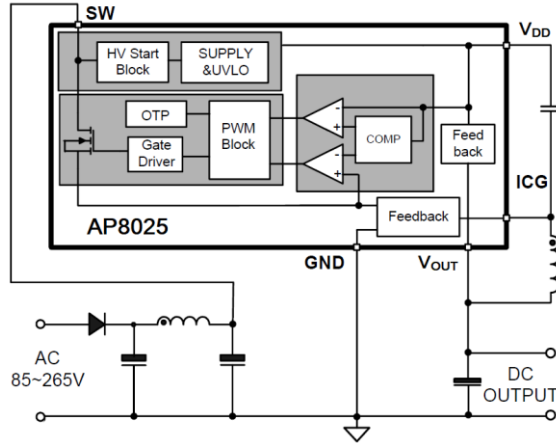 SW
HV Start
Block
SUPPLY
&UVLO
VDD
OTP
PWM
Block
Gate
Driver
-
+
COMP
-
+
Feed
back
ICG
AP8025
Feedback
GND
VOUT
AC
85~265V
DC
OUTPUT